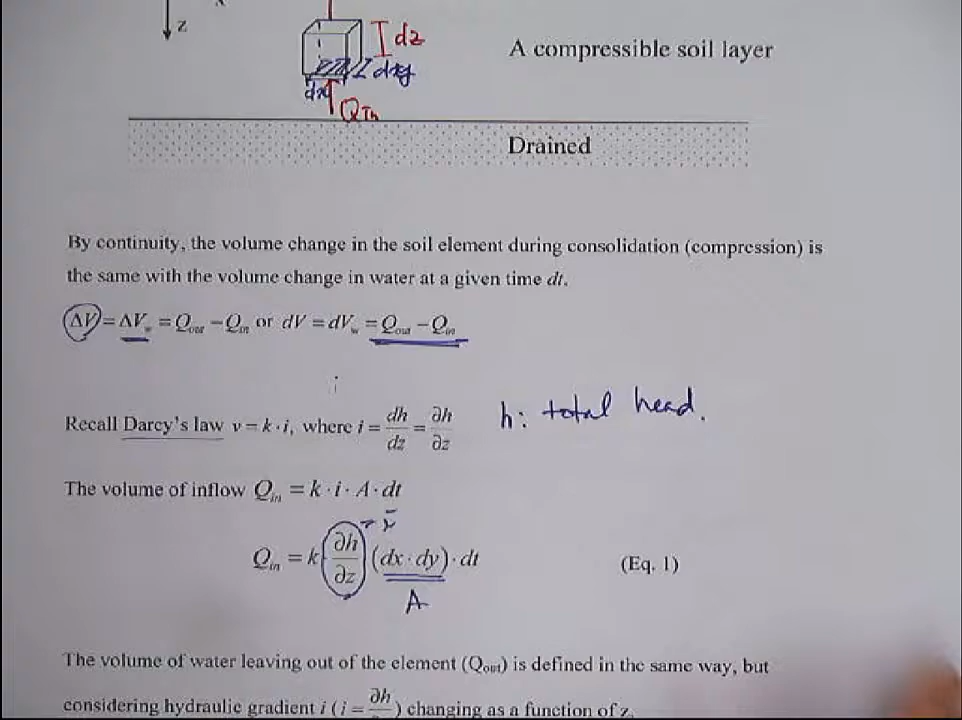 z
dz
A compressible soil layer
dy
dx
Qin
Drained
By continuity, the volume change in the soil element during consolidation (compression) is
the same with the volume change in water at a given time dt.
ΔV = ΔV_w = Q_out − Q_in or dV = dV_w = Q_out − Q_in
Recall Darcy's law v = k·i, where i = dh/dz = ∂h/∂z
h: total head.
The volume of inflow Q_in = k·i·A·dt
Q_in = k ∂h/∂z (dx·dy)·dt (Eq. 1)
A
The volume of water leaving out of the element (Q_out) is defined in the same way, but
considering hydraulic gradient i (i = ∂h/) changing as a function of z.